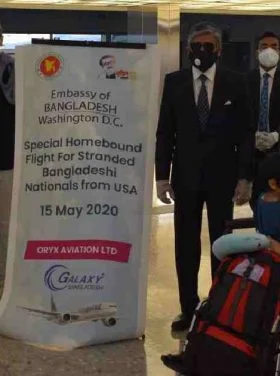 Embassy of
BANGLADESH
Washington D.C.
Special Homebound
Flight For Stranded
Bangladeshi
Nationals from USA
15 May 2020
ORYX AVIATION LTD
GALAXY
BANGLADESH